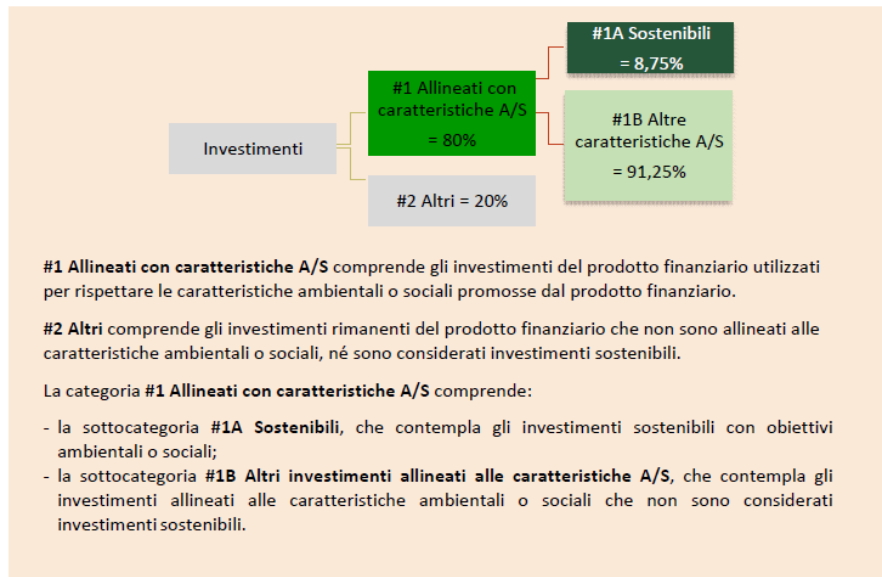 #1A Sostenibili
= 8,75%
#1 Allineati con
caratteristiche A/S
= 80%
#1B Altre
caratteristiche A/S
= 91,25%
Investimenti
#2 Altri = 20%
#1 Allineati con caratteristiche A/S comprende gli investimenti del prodotto finanziario utilizzati
per rispettare le caratteristiche ambientali o sociali promosse dal prodotto finanziario.
#2 Altri comprende gli investimenti rimanenti del prodotto finanziario che non sono allineati alle
caratteristiche ambientali o sociali, né sono considerati investimenti sostenibili.
La categoria #1 Allineati con caratteristiche A/S comprende:
- la sottocategoria #1A Sostenibili, che contempla gli investimenti sostenibili con obiettivi
ambientali o sociali;
- la sottocategoria #1B Altri investimenti allineati alle caratteristiche A/S, che contempla gli
investimenti allineati alle caratteristiche ambientali o sociali che non sono considerati
investimenti sostenibili.